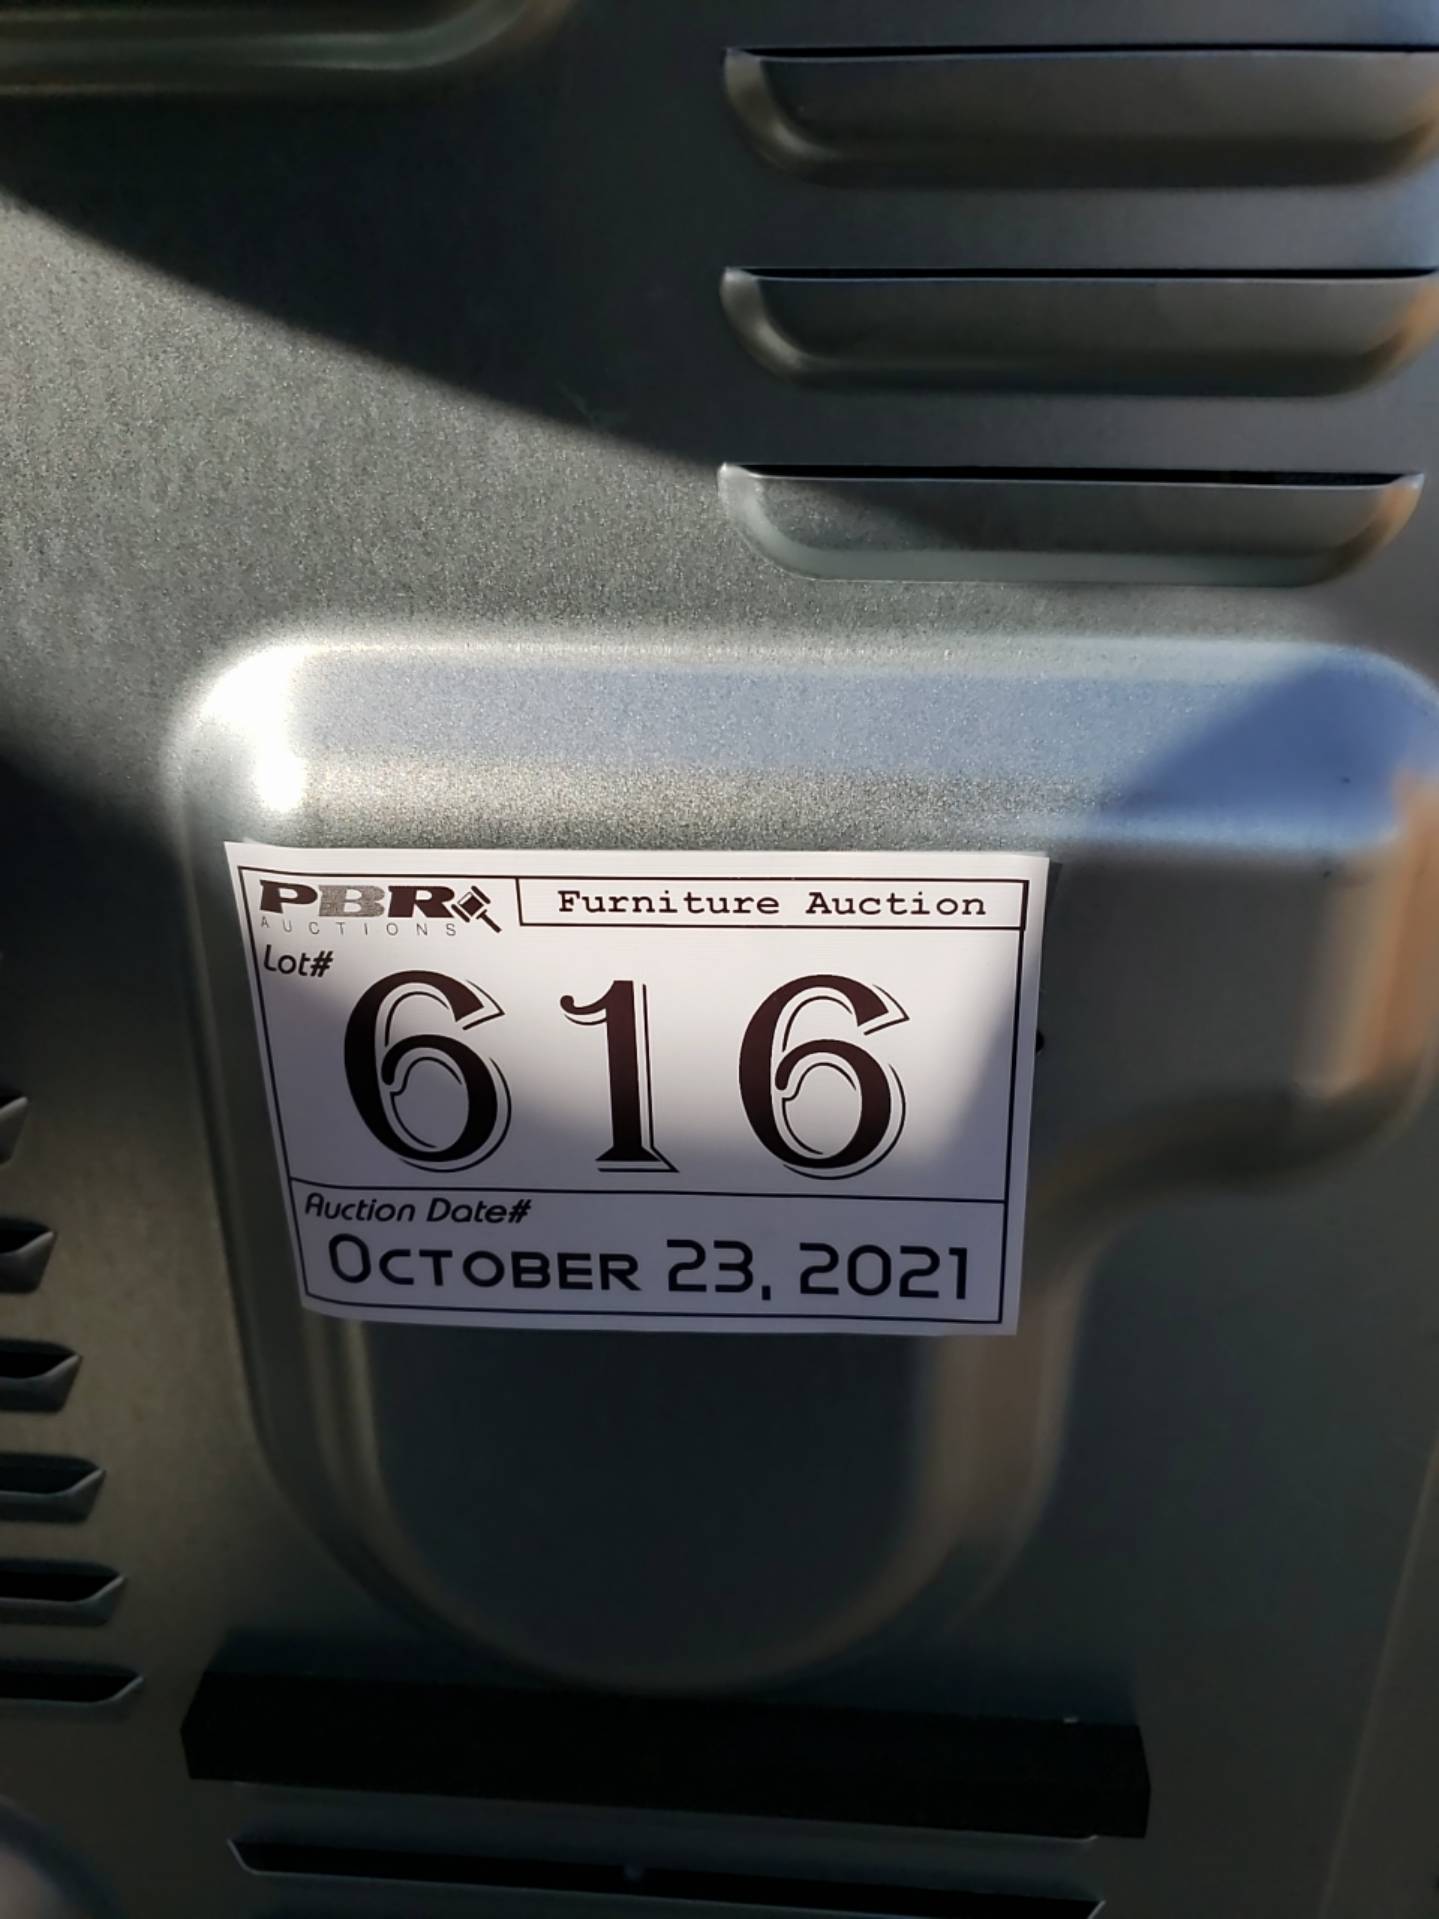 PBR
AUCTIONS
Furniture Auction
Lot#
616
Auction Date#
OCTOBER 23, 2021